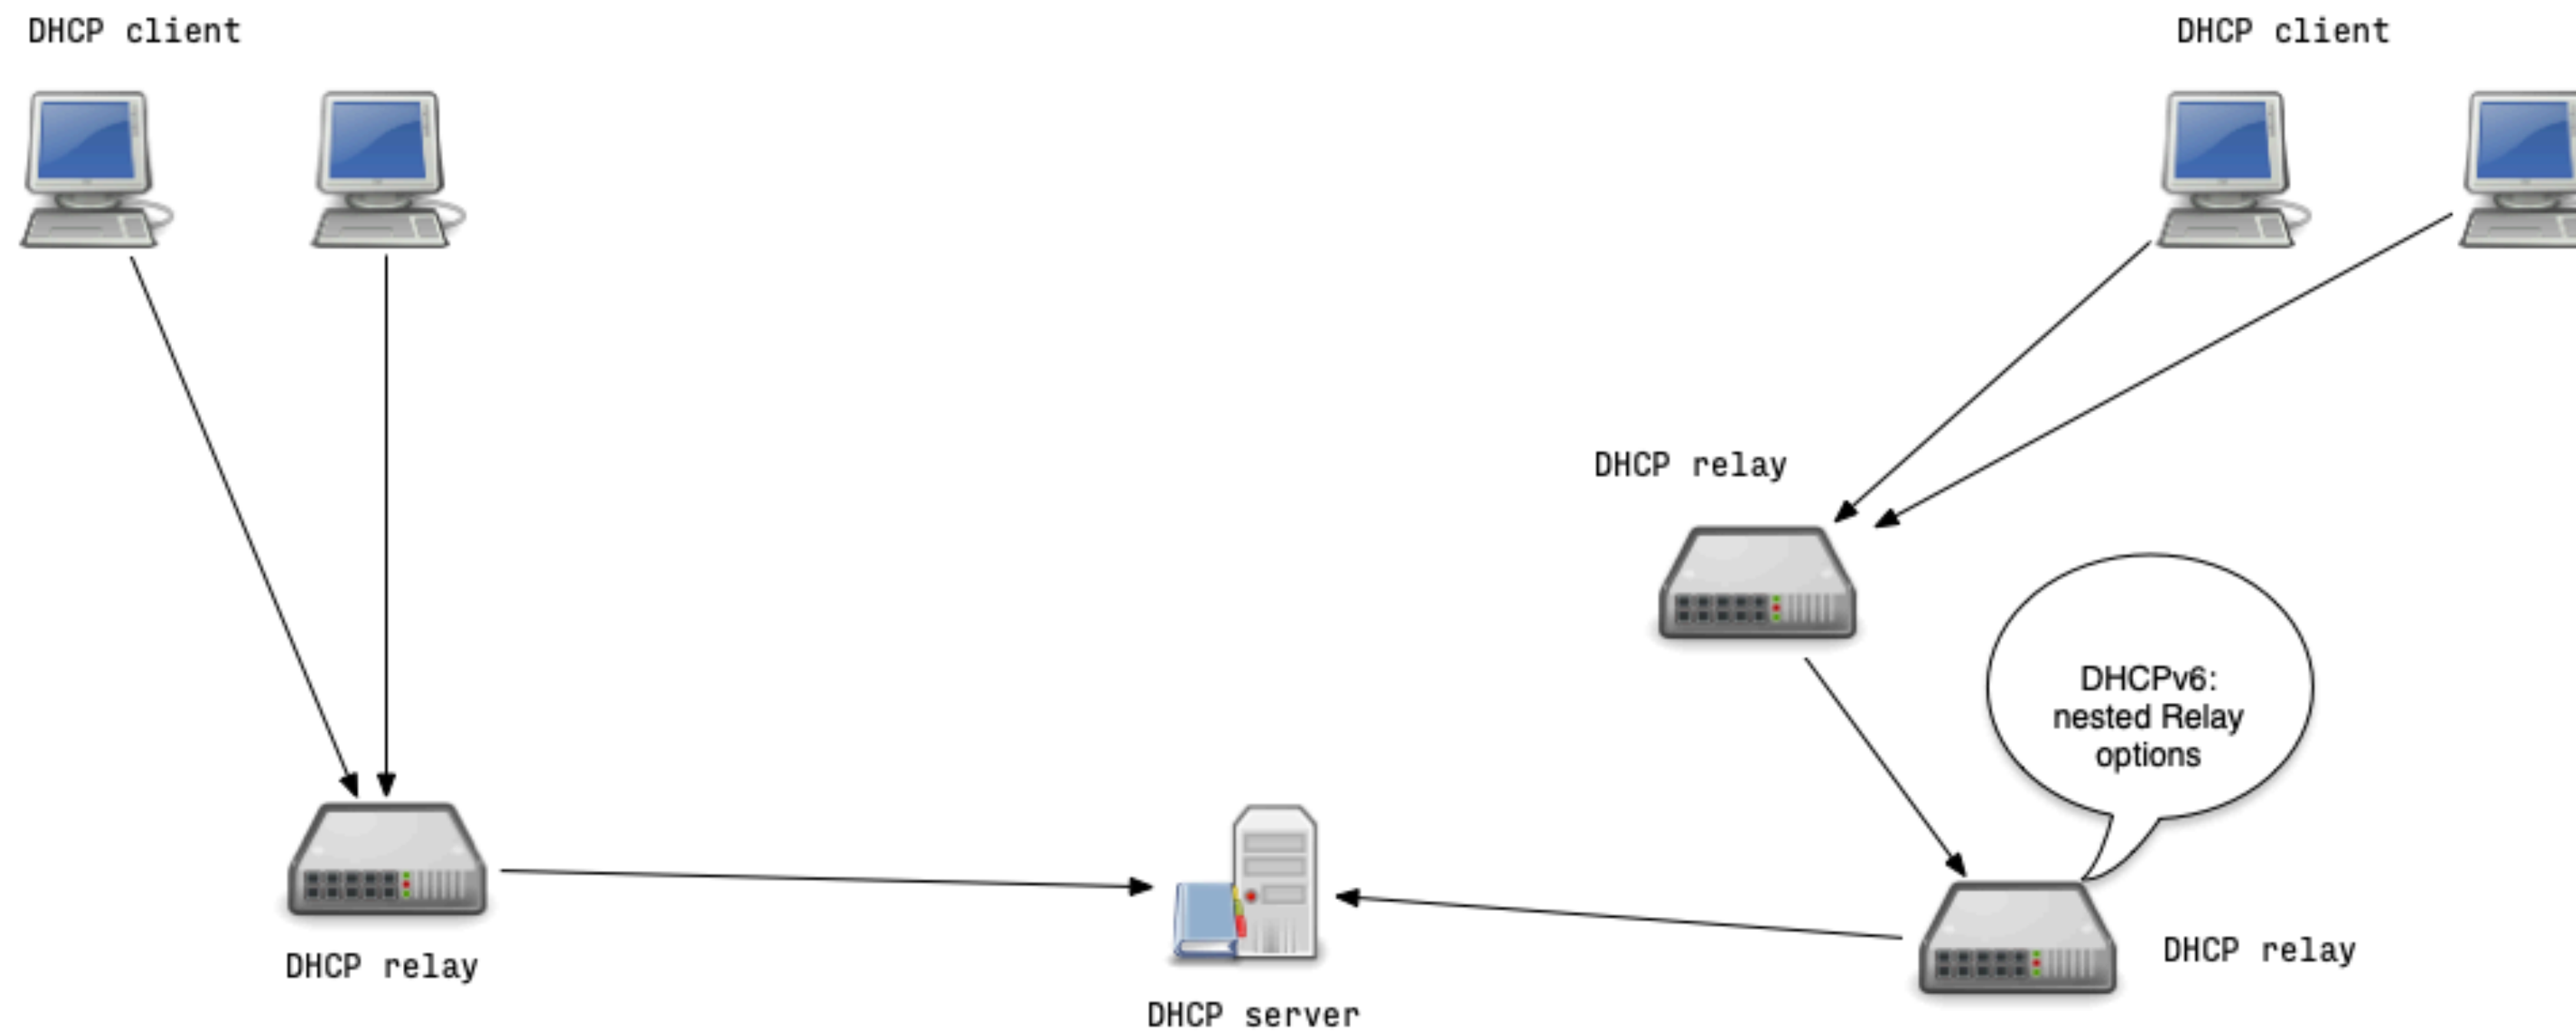 DHCP client
DHCP client
DHCP relay
DHCPv6:
nested Relay
options
DHCP relay
DHCP relay
DHCP server